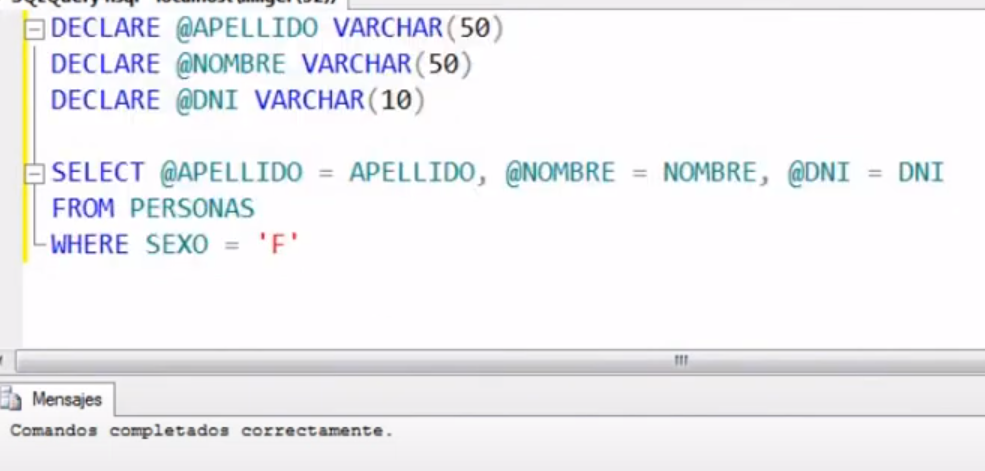 DECLARE @APELLIDO VARCHAR(50)
DECLARE @NOMBRE VARCHAR(50)
DECLARE @DNI VARCHAR(10)
SELECT @APELLIDO = APELLIDO, @NOMBRE = NOMBRE, @DNI = DNI
FROM PERSONAS
WHERE SEXO = 'F'
Mensajes
Comandos completados correctamente.